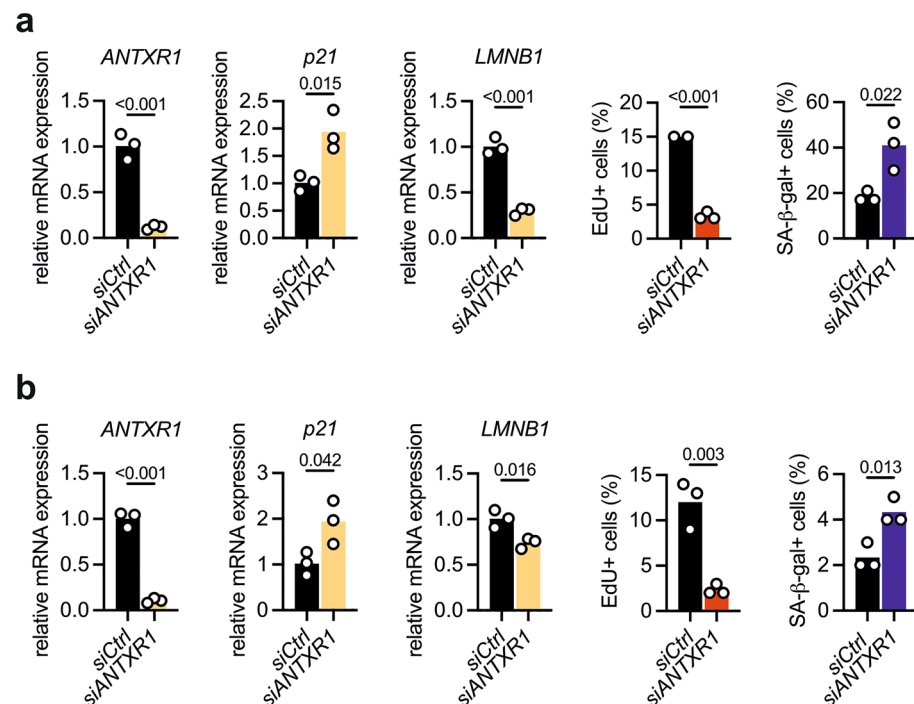 a
ANTXR1
p21
LMNB1
<0.001
0.015
<0.001
<0.001
0.022
relative mRNA expression
1.5
1.0
0.5
0.0
siCtrl
siANTXR1
relative mRNA expression
2.5
2.0
1.5
1.0
0.5
0.0
siCtrl
siANTXR1
relative mRNA expression
1.5
1.0
0.5
0.0
siCtrl
siANTXR1
EdU+ cells (%)
20
15
10
5
0
siCtrl
siANTXR1
SA-β-gal+ cells (%)
60
40
20
0
siCtrl
siANTXR1
b
ANTXR1
p21
LMNB1
<0.001
0.042
0.016
0.003
0.013
relative mRNA expression
1.5
1.0
0.5
0.0
siCtrl
siANTXR1
relative mRNA expression
3
2
1
0
siCtrl
siANTXR1
relative mRNA expression
1.5
1.0
0.5
0.0
siCtrl
siANTXR1
EdU+ cells (%)
15
10
5
0
siCtrl
siANTXR1
SA-β-gal+ cells (%)
6
4
2
0
siCtrl
siANTXR1